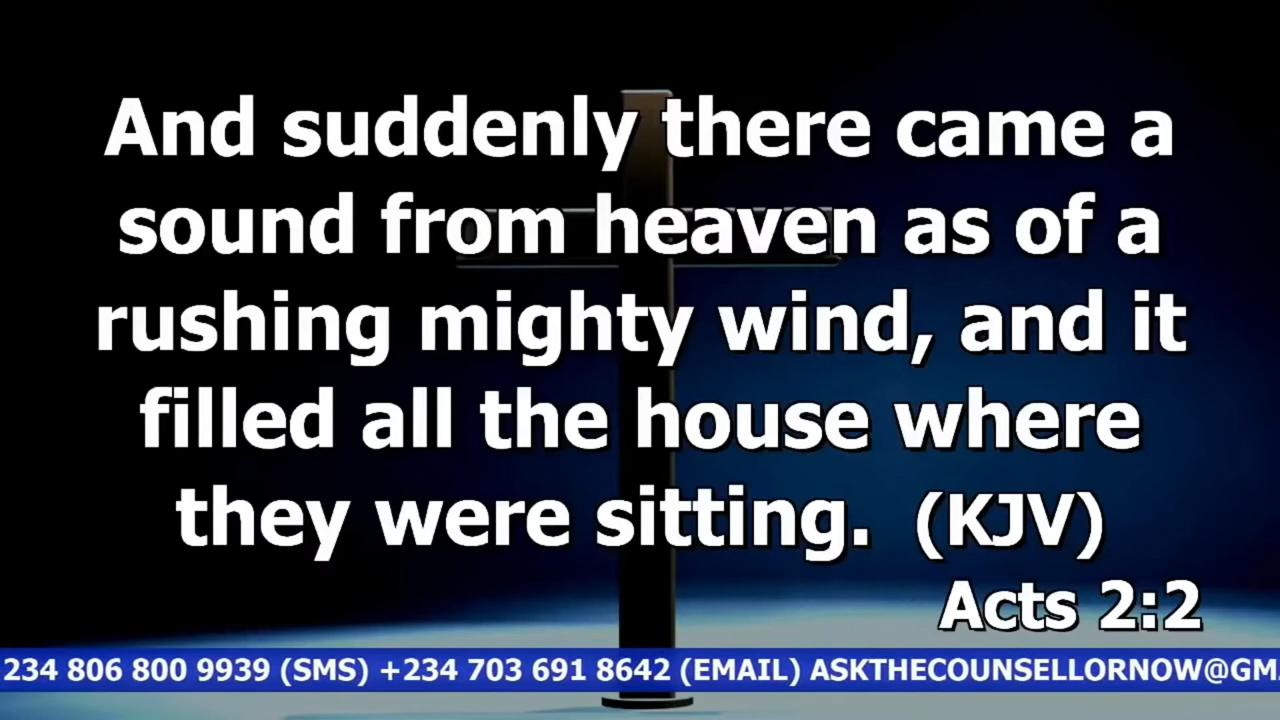 And suddenly there came a
sound from heaven as of a
rushing mighty wind, and it
filled all the house where
they were sitting. (KJV)
Acts 2:2
234 806 800 9939 (SMS) +234 703 691 8642 (EMAIL) ASKTHECOUNSELLORNOW@GM